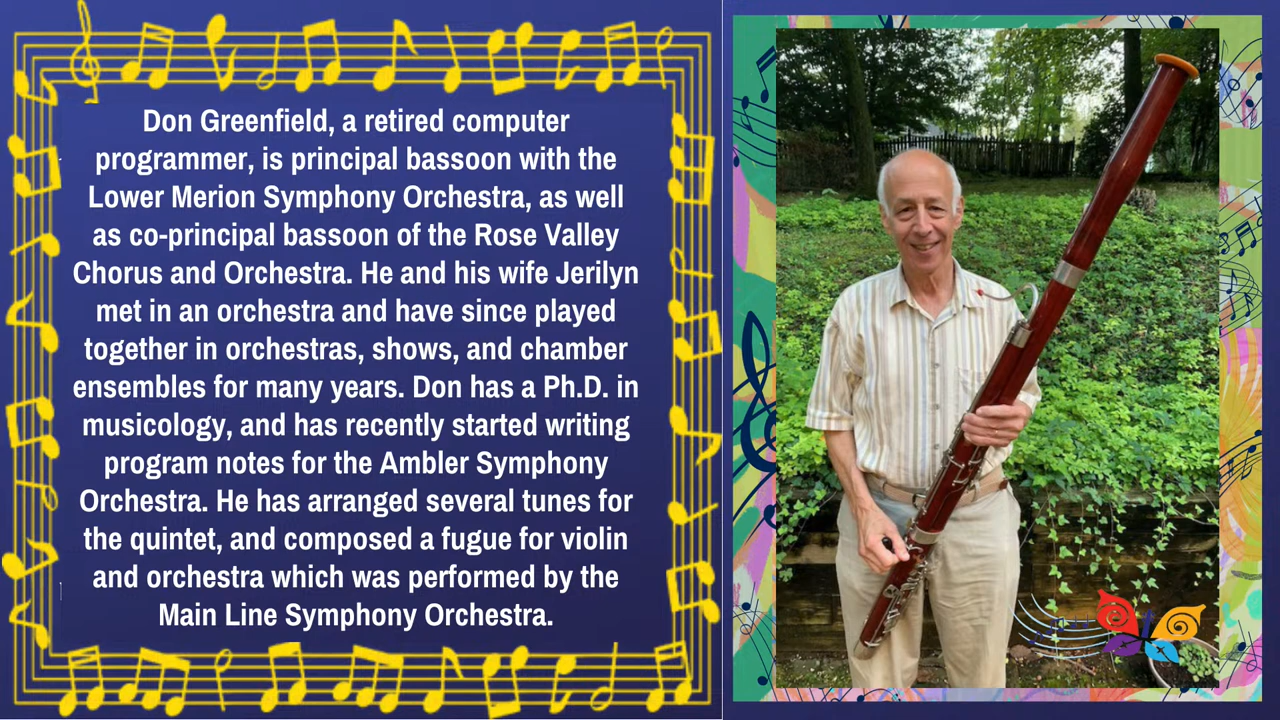 Don Greenfield, a retired computer
programmer, is principal bassoon with the
Lower Merion Symphony Orchestra, as well
as co-principal bassoon of the Rose Valley
Chorus and Orchestra. He and his wife Jerilyn
met in an orchestra and have since played
together in orchestras, shows, and chamber
ensembles for many years. Don has a Ph.D. in
musicology, and has recently started writing
program notes for the Ambler Symphony
Orchestra. He has arranged several tunes for
the quintet, and composed a fugue for violin
and orchestra which was performed by the
Main Line Symphony Orchestra.